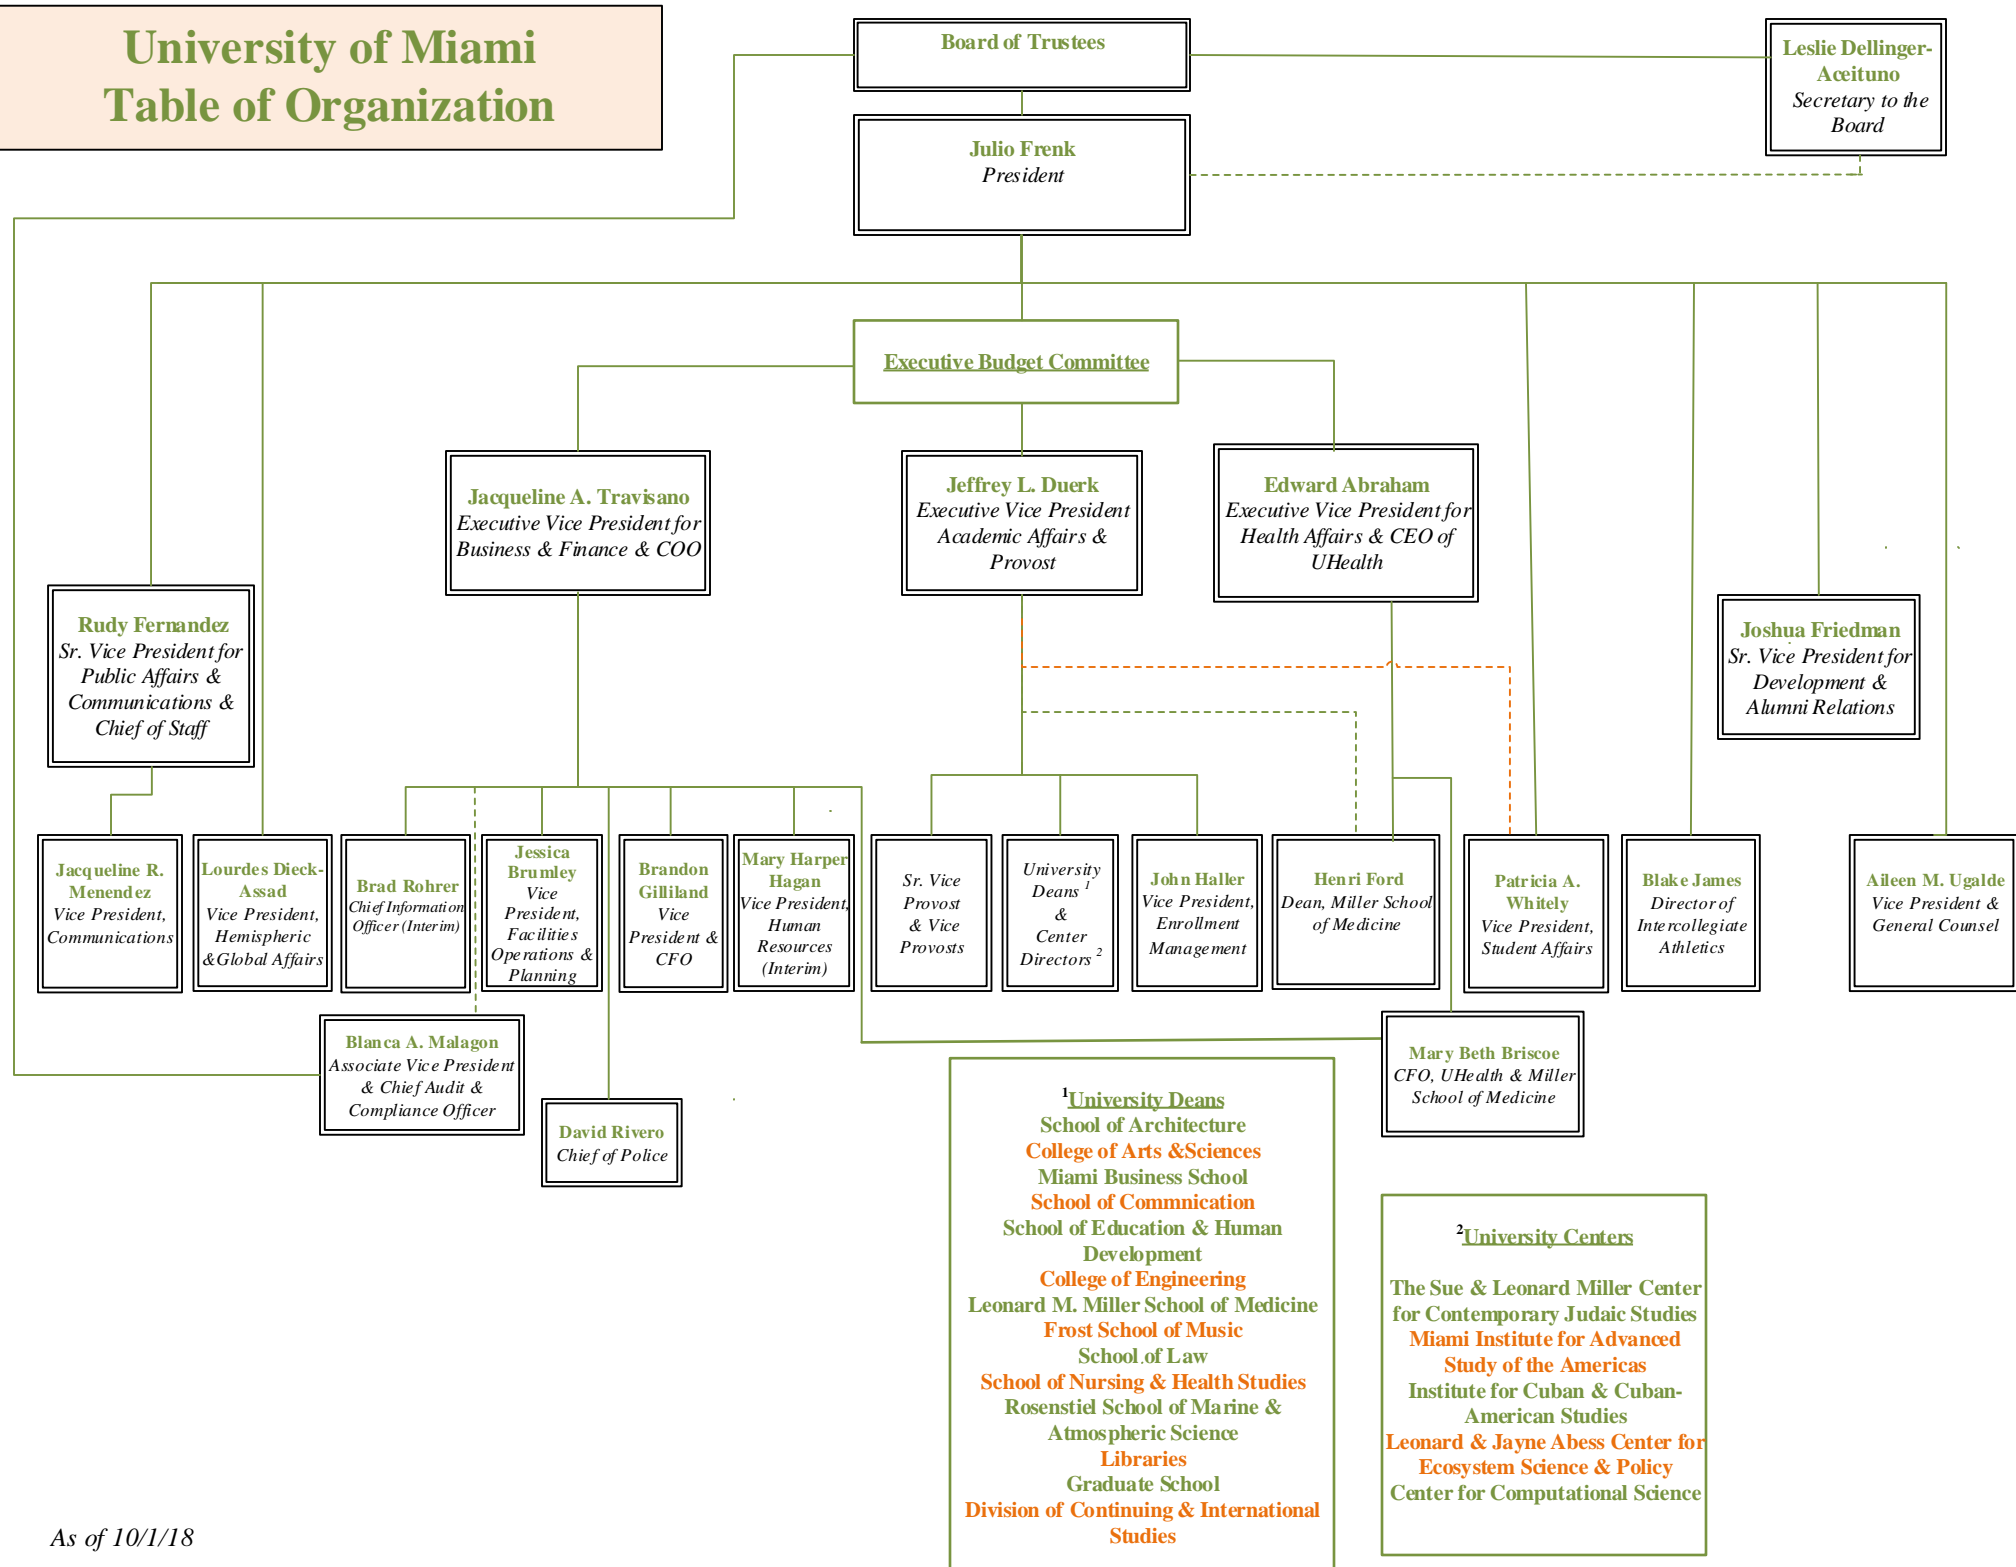 University of Miami
Table of Organization
Board of Trustees
Leslie Dellinger-
Aceituno
Secretary to the
Board
Julio Frenk
President
Executive Budget Committee
Jacqueline A. Travisano
Executive Vice President for
Business & Finance & COO
Jeffrey L. Duerk
Executive Vice President
Academic Affairs &
Provost
Edward Abraham
Executive Vice President for
Health Affairs & CEO of
UHealth
Rudy Fernandez
Sr. Vice President for
Public Affairs &
Communications &
Chief of Staff
Joshua Friedman
Sr. Vice President for
Development &
Alumni Relations
Jacqueline R.
Menendez
Vice President,
Communications
Lourdes Dieck-
Assad
Vice President,
Hemispheric
&Global Affairs
Brad Rohrer
Chief Information
Officer (Interim)
Jessica
Brumley
Vice
President,
Facilities
Operations &
Planning
Brandon
Gilliland
Vice
President &
CFO
Mary Harper
Hagan
Vice President,
Human
Resources
(Interim)
Sr. Vice
Provost
& Vice
Provosts
University
Deans 1
&
Center
Directors 2
John Haller
Vice President,
Enrollment
Management
Henri Ford
Dean, Miller School
of Medicine
Patricia A.
Whitely
Vice President,
Student Affairs
Blake James
Director of
Intercollegiate
Athletics
Aileen M. Ugalde
Vice President &
General Counsel
Blanca A. Malagon
Associate Vice President
& Chief Audit &
Compliance Officer
David Rivero
Chief of Police
Mary Beth Briscoe
CFO, UHealth & Miller
School of Medicine
1University Deans
School of Architecture
College of Arts &Sciences
Miami Business School
School of Commnication
School of Education & Human
Development
College of Engineering
Leonard M. Miller School of Medicine
Frost School of Music
School of Law
School of Nursing & Health Studies
Rosenstiel School of Marine &
Atmospheric Science
Libraries
Graduate School
Division of Continuing & International
Studies
2University Centers
The Sue & Leonard Miller Center
for Contemporary Judaic Studies
Miami Institute for Advanced
Study of the Americas
Institute for Cuban & Cuban-
American Studies
Leonard & Jayne Abess Center for
Ecosystem Science & Policy
Center for Computational Science
As of 10/1/18